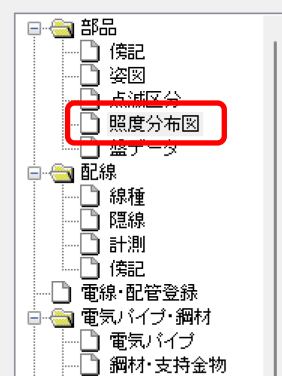 部品
傍記
姿図
点滅区分
照度分布図
盤データ
配線
線種
隠線
計測
傍記
電線・配管登録
電気パイプ・鋼材
電気パイプ
鋼材・支持金物